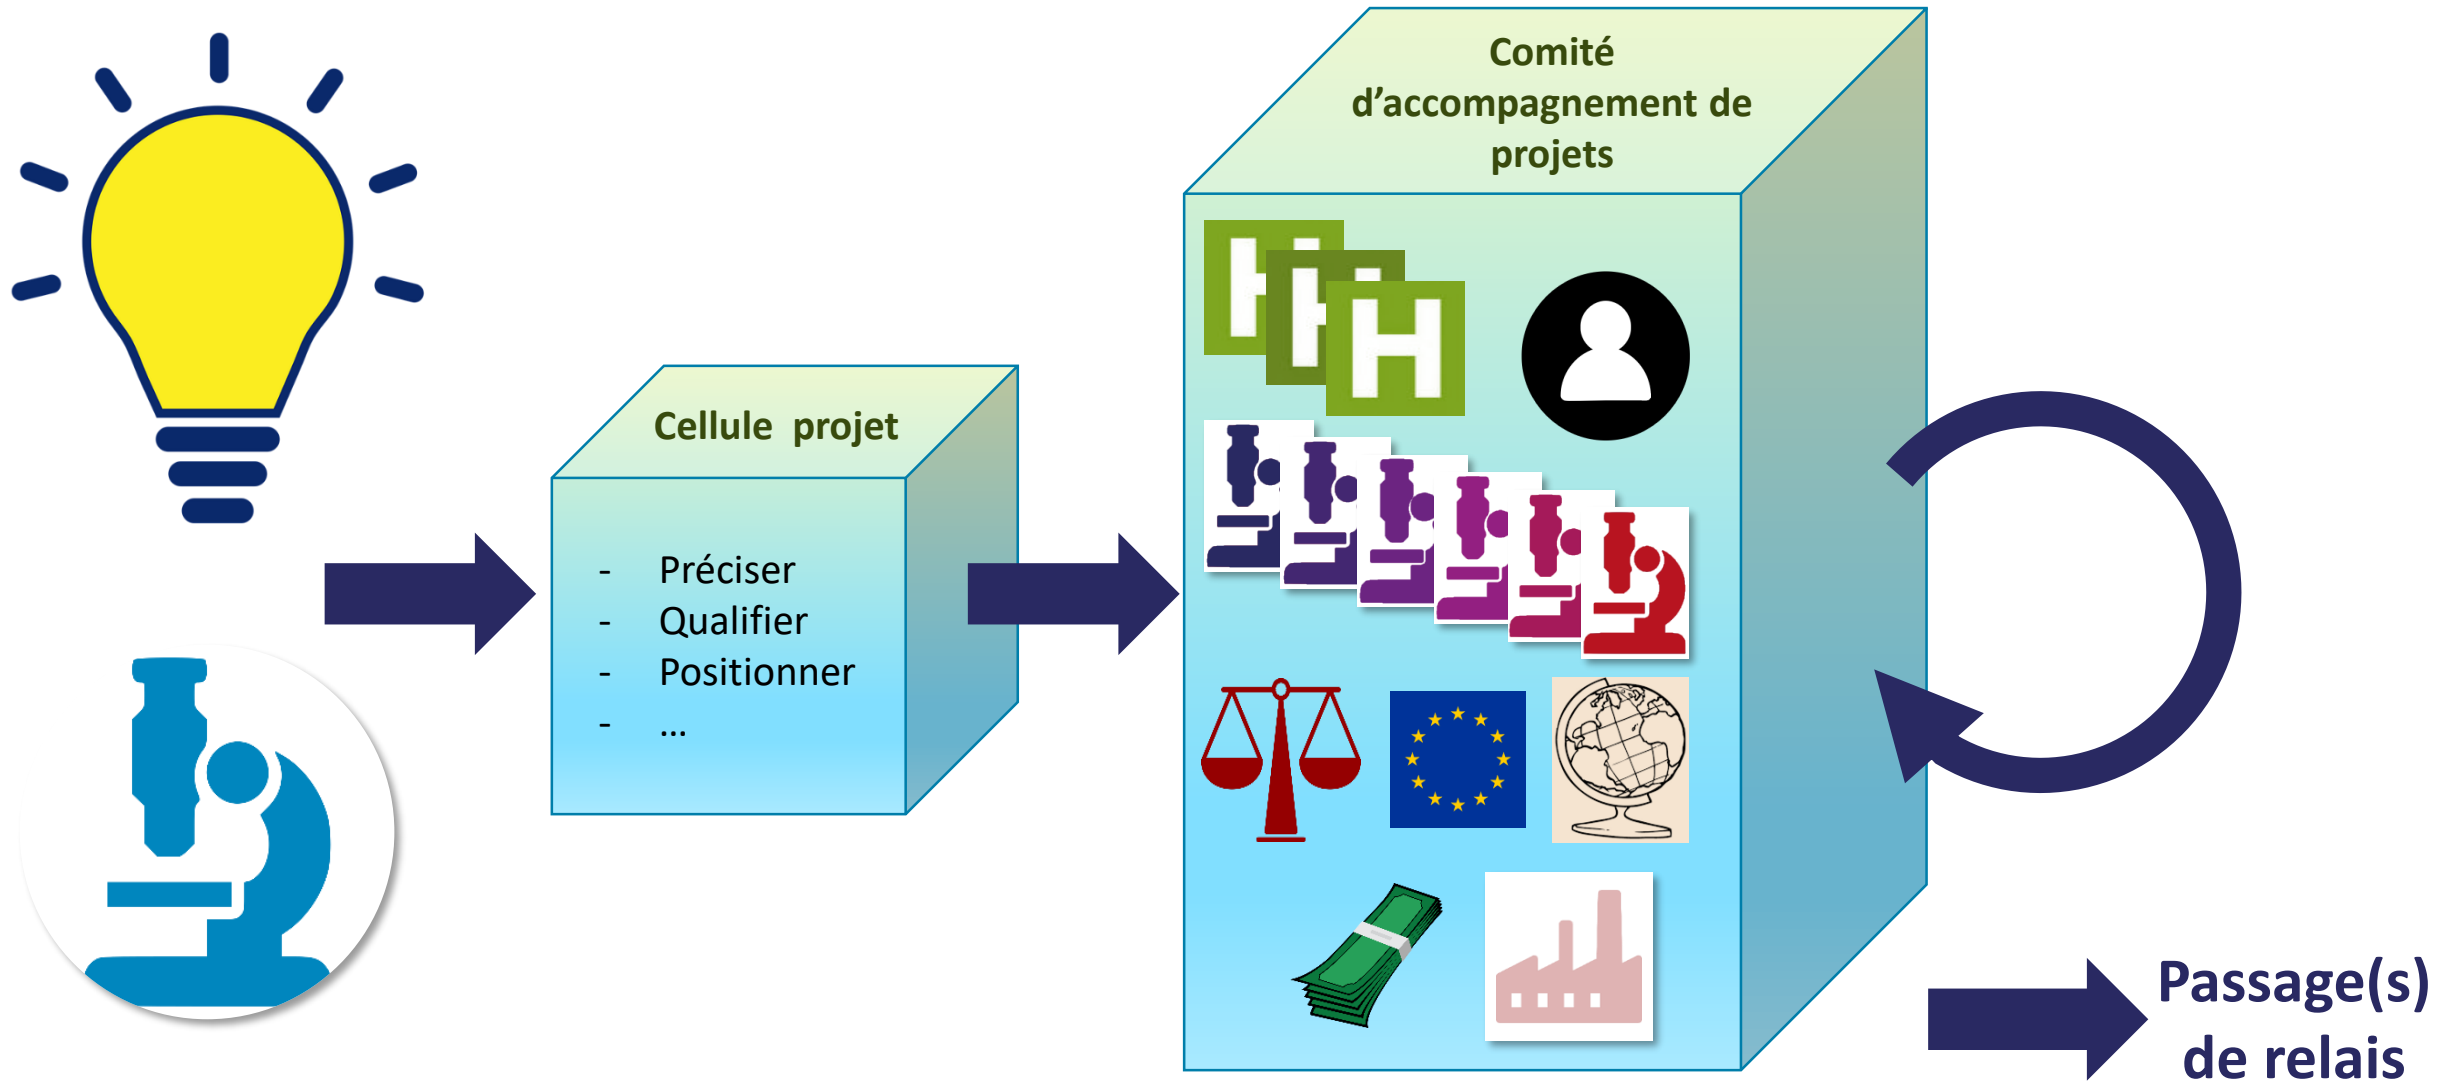 Comité
d’accompagnement de
projets
H
H
H
Cellule projet
- Préciser
- Qualifier
- Positionner
- ...
Passage(s)
de relais